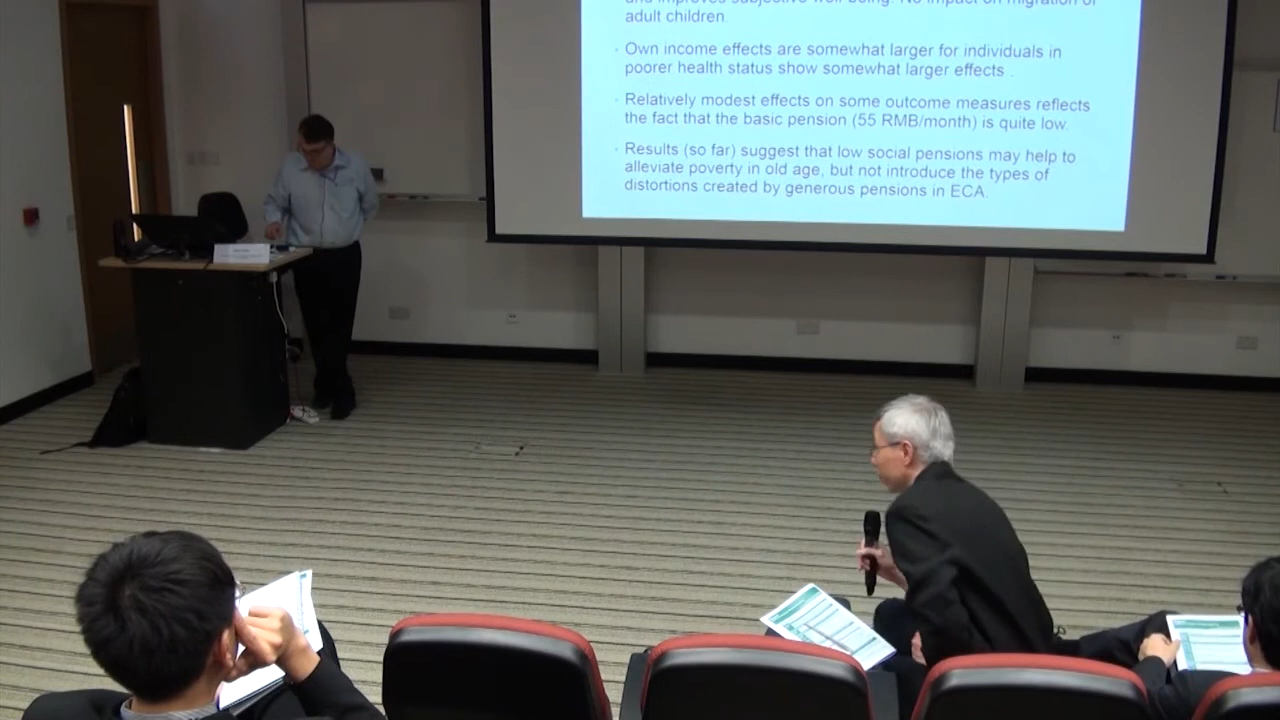 and improves subjective well-being. No impact on migration of
adult children.
Own income effects are somewhat larger for individuals in
poorer health status show somewhat larger effects .
Relatively modest effects on some outcome measures reflects
the fact that the basic pension (55 RMB/month) is quite low.
Results (so far) suggest that low social pensions may help to
alleviate poverty in old age, but not introduce the types of
distortions created by generous pensions in ECA.